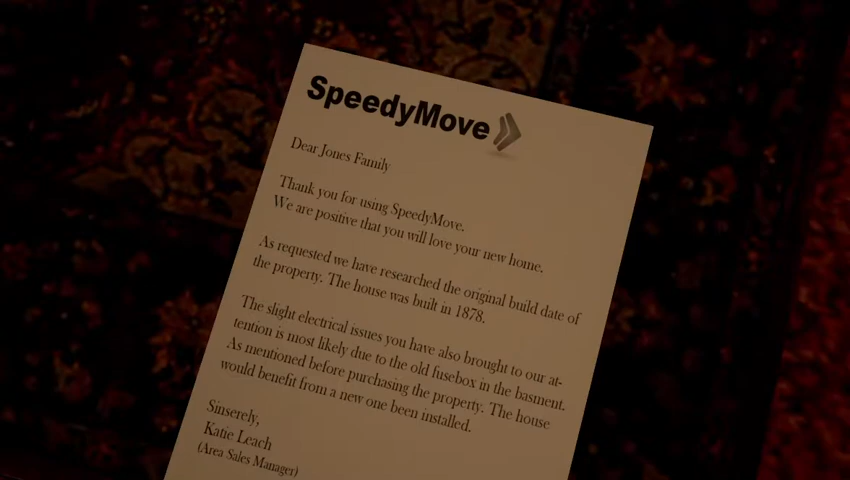 SpeedyMove
Dear Jones Family
Thank you for using SpeedyMove.
We are positive that you will love your new home.
As requested we have researched the original build date of
the property. The house was built in 1878.
The slight electrical issues you have also brought to our at-
tention is most likely due to the old fusebox in the basment.
As mentioned before purchasing the property. The house
would benefit from a new one been installed.
Sincerely,
Katie Leach
(Area Sales Manager)